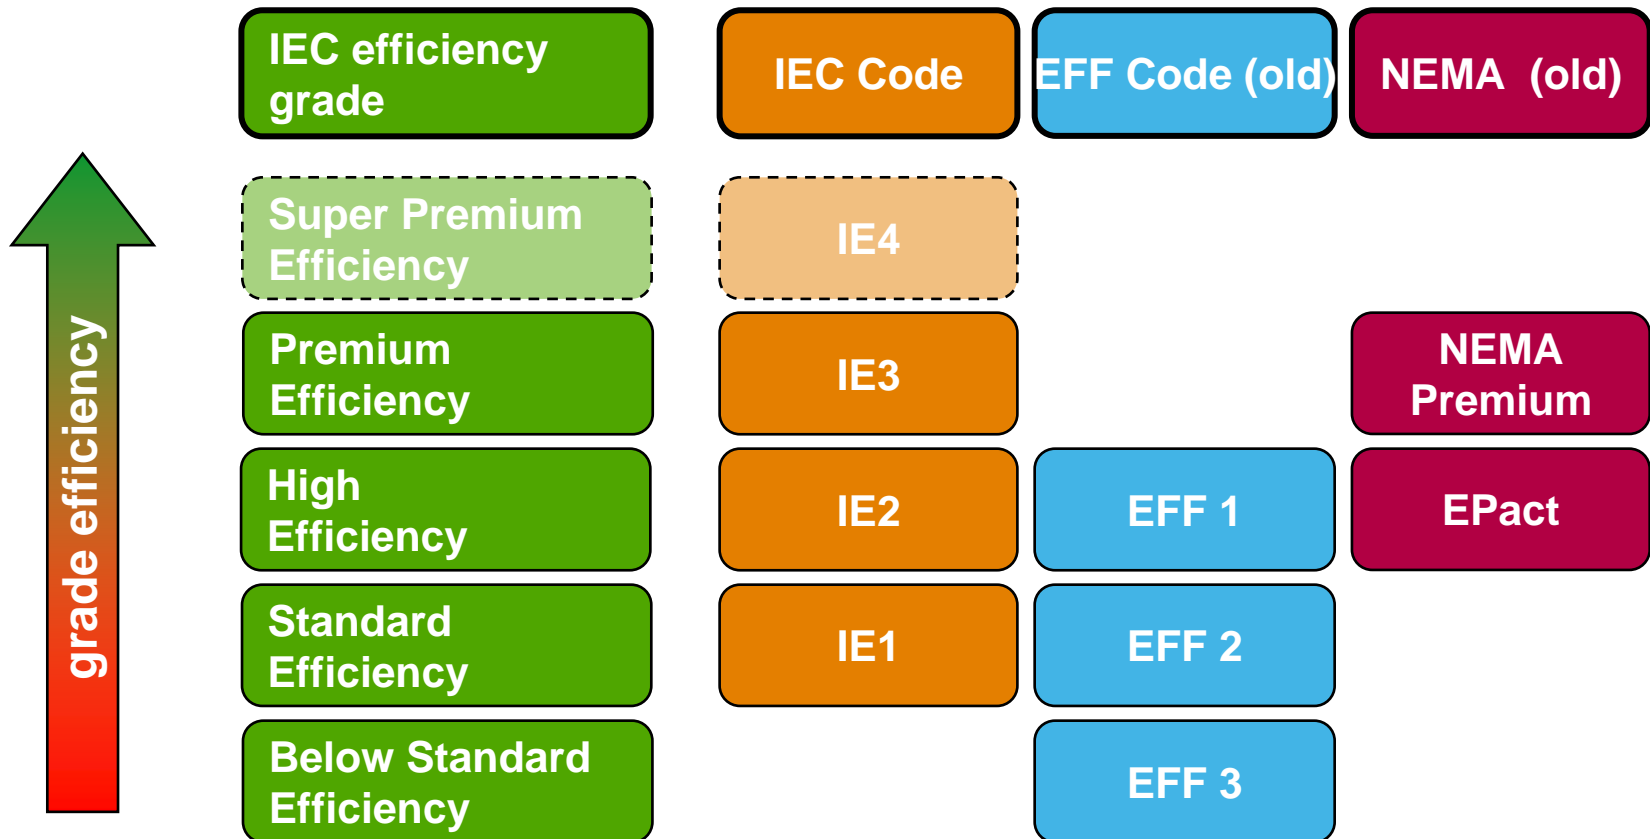 IEC efficiency
grade
IEC Code
EFF Code (old)
NEMA (old)
grade efficiency
Super Premium
Efficiency
IE4
Premium
Efficiency
IE3
NEMA
Premium
High
Efficiency
IE2
EFF 1
EPact
Standard
Efficiency
IE1
EFF 2
Below Standard
Efficiency
EFF 3